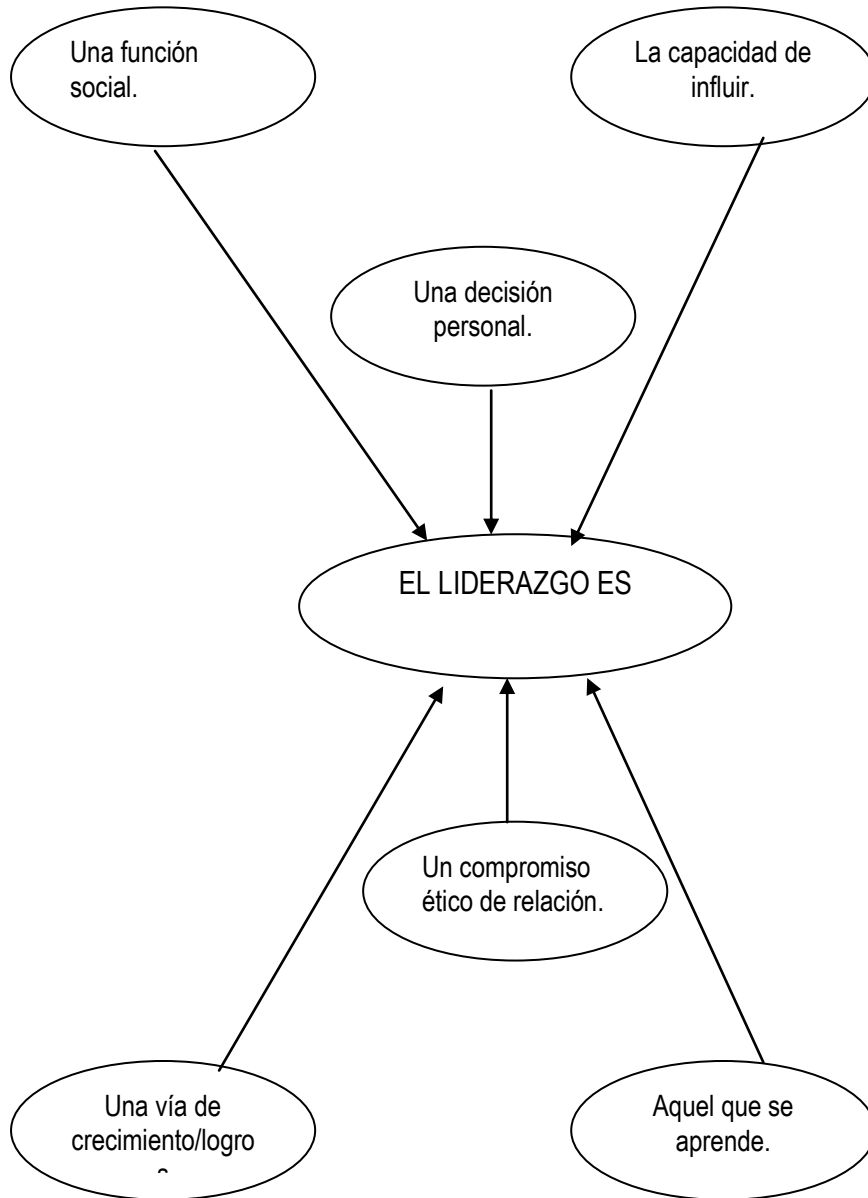 Una función
social.
La capacidad de
influir.
Una decisión
personal.
EL LIDERAZGO ES
Un compromiso
ético de relación.
Una vía de
crecimiento/logro
Aquel que se
aprende.